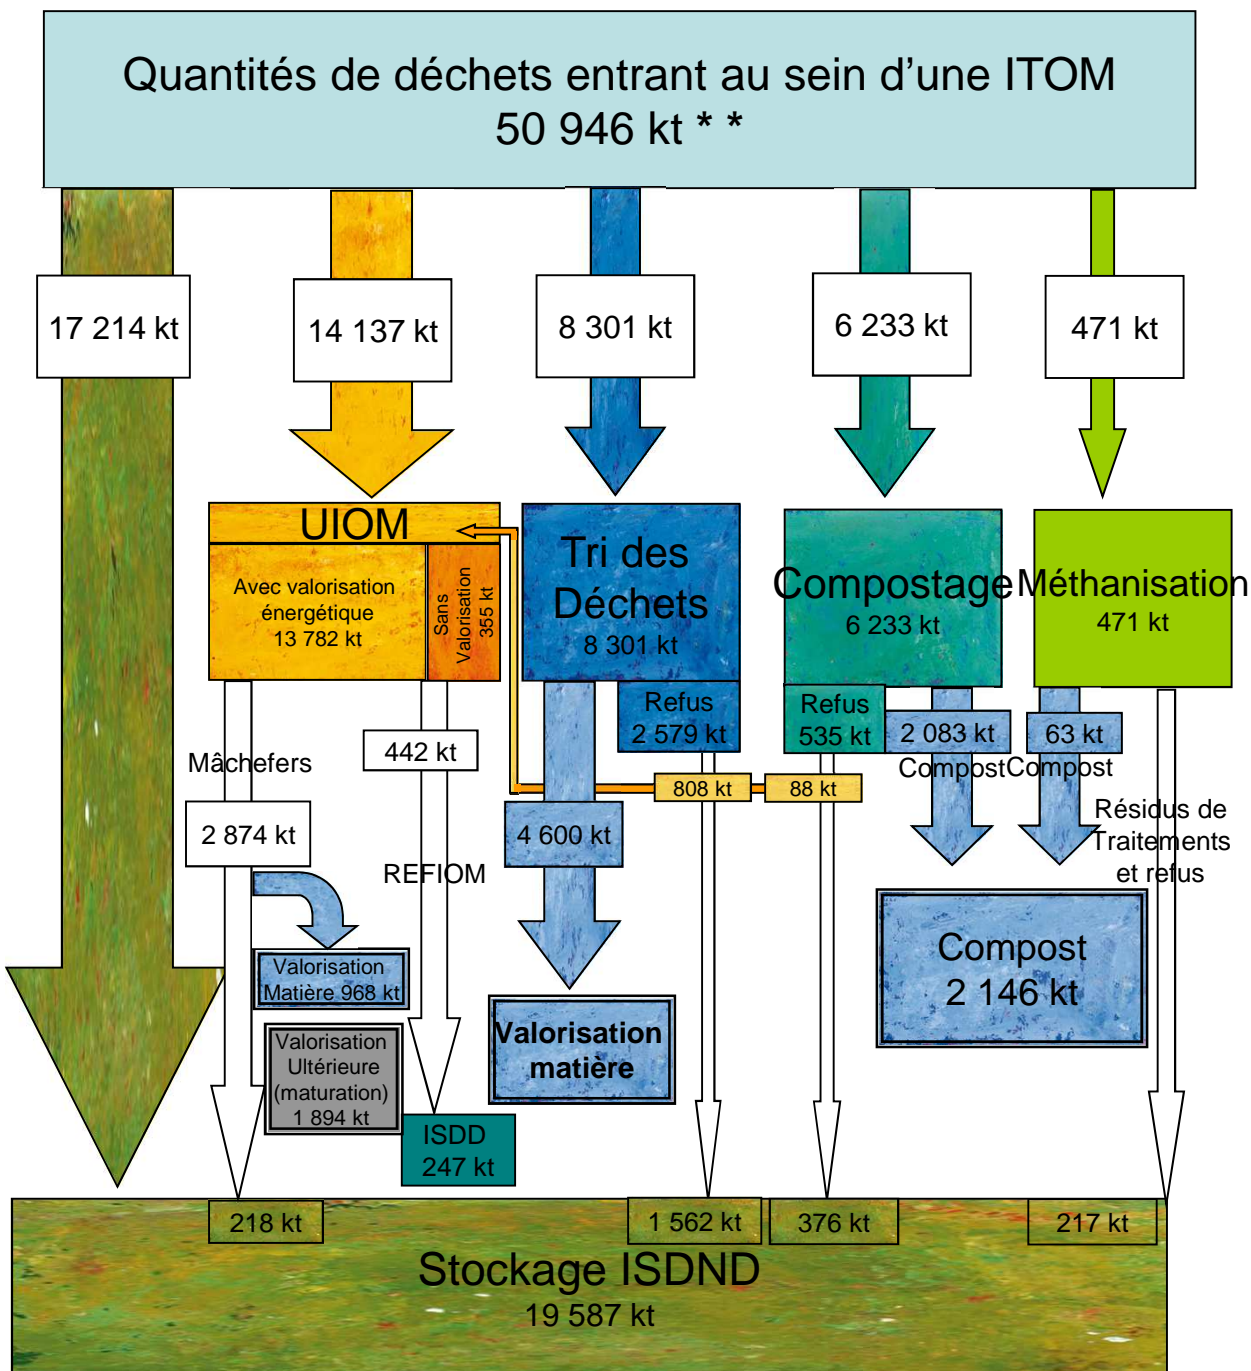 Quantités de déchets entrant au sein d’une ITOM
50 946 kt * *
17 214 kt
14 137 kt
8 301 kt
6 233 kt
471 kt
UIOM
Avec valorisation
énergétique
13 782 kt
Sans
Valorisation
355 kt
Tri des
Déchets
8 301 kt
Compostage
6 233 kt
Méthanisation
471 kt
Refus
2 579 kt
Refus
535 kt
2 083 kt
Compost
63 kt
Compost
442 kt
Mâchefers
2 874 kt
808 kt
88 kt
4 600 kt
REFIOM
Résidus de
Traitements
et refus
Valorisation
Matière 968 kt
Valorisation
Ultérieure
(maturation)
1 894 kt
Valorisation
matière
Compost
2 146 kt
ISDD
247 kt
218 kt
1 562 kt
376 kt
217 kt
Stockage ISDND
19 587 kt